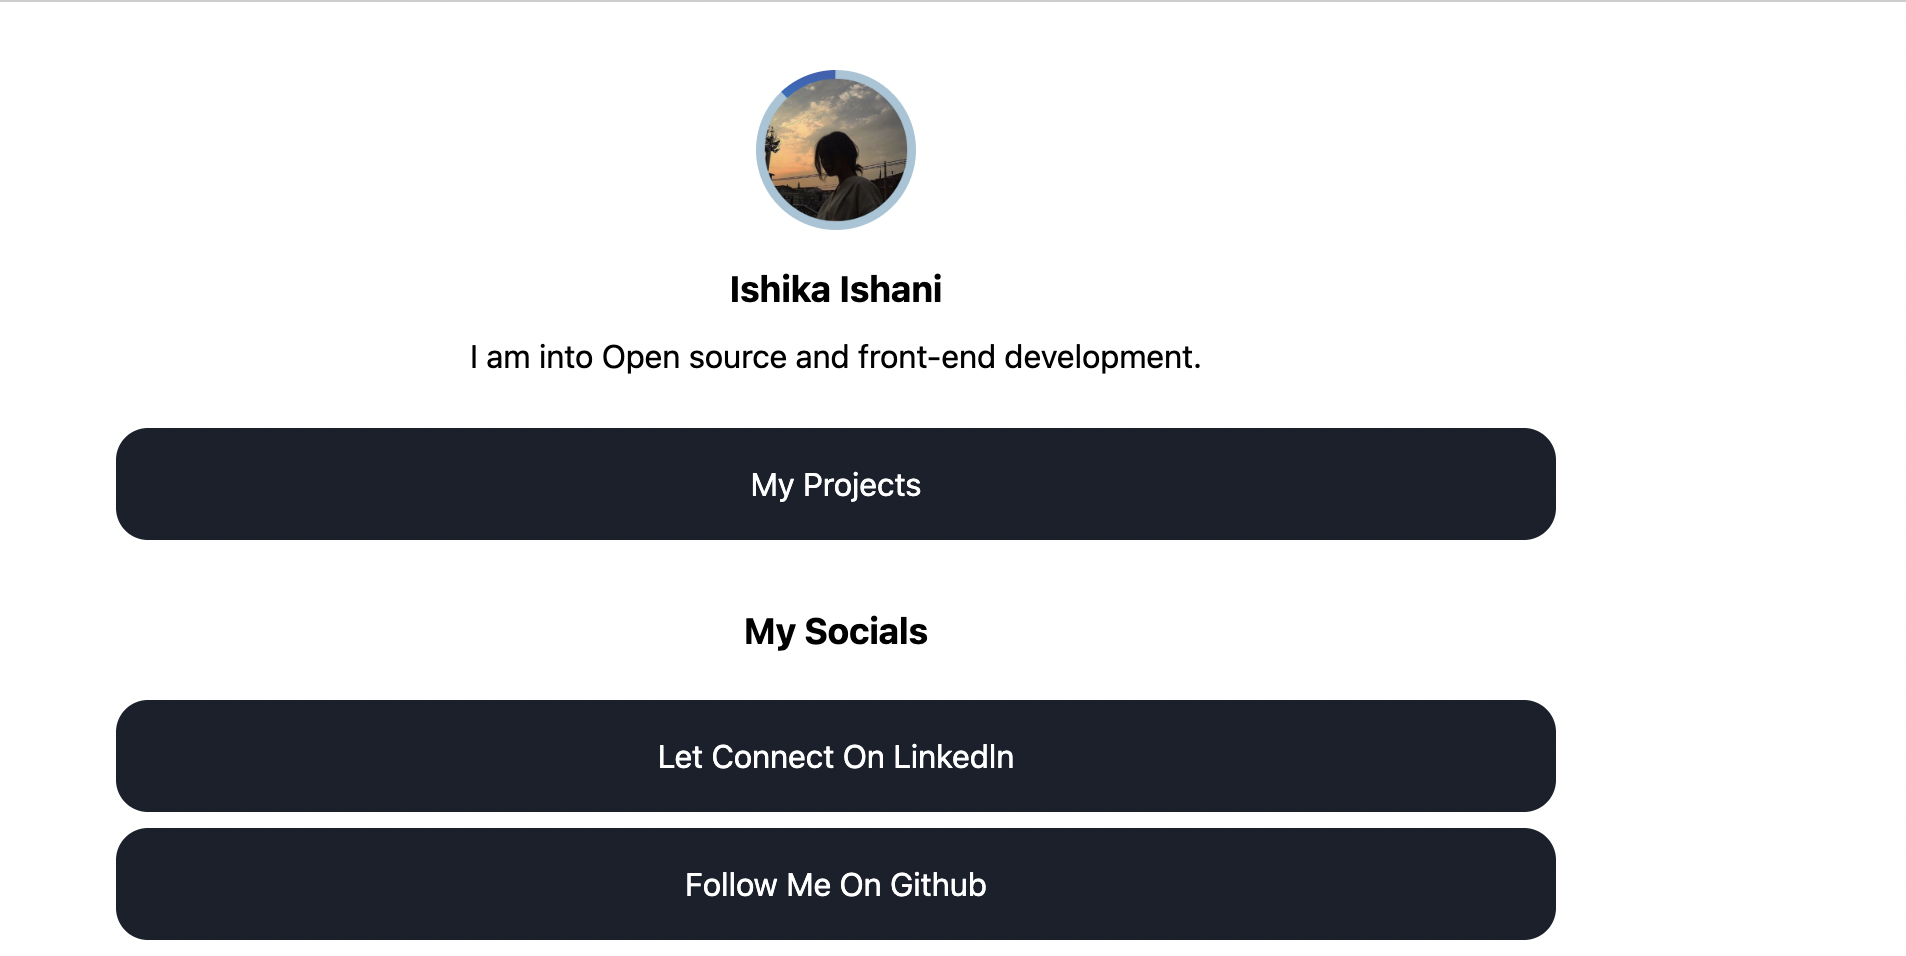 Ishika Ishani
I am into Open source and front-end development.
My Projects
My Socials
Let Connect On LinkedIn
Follow Me On Github